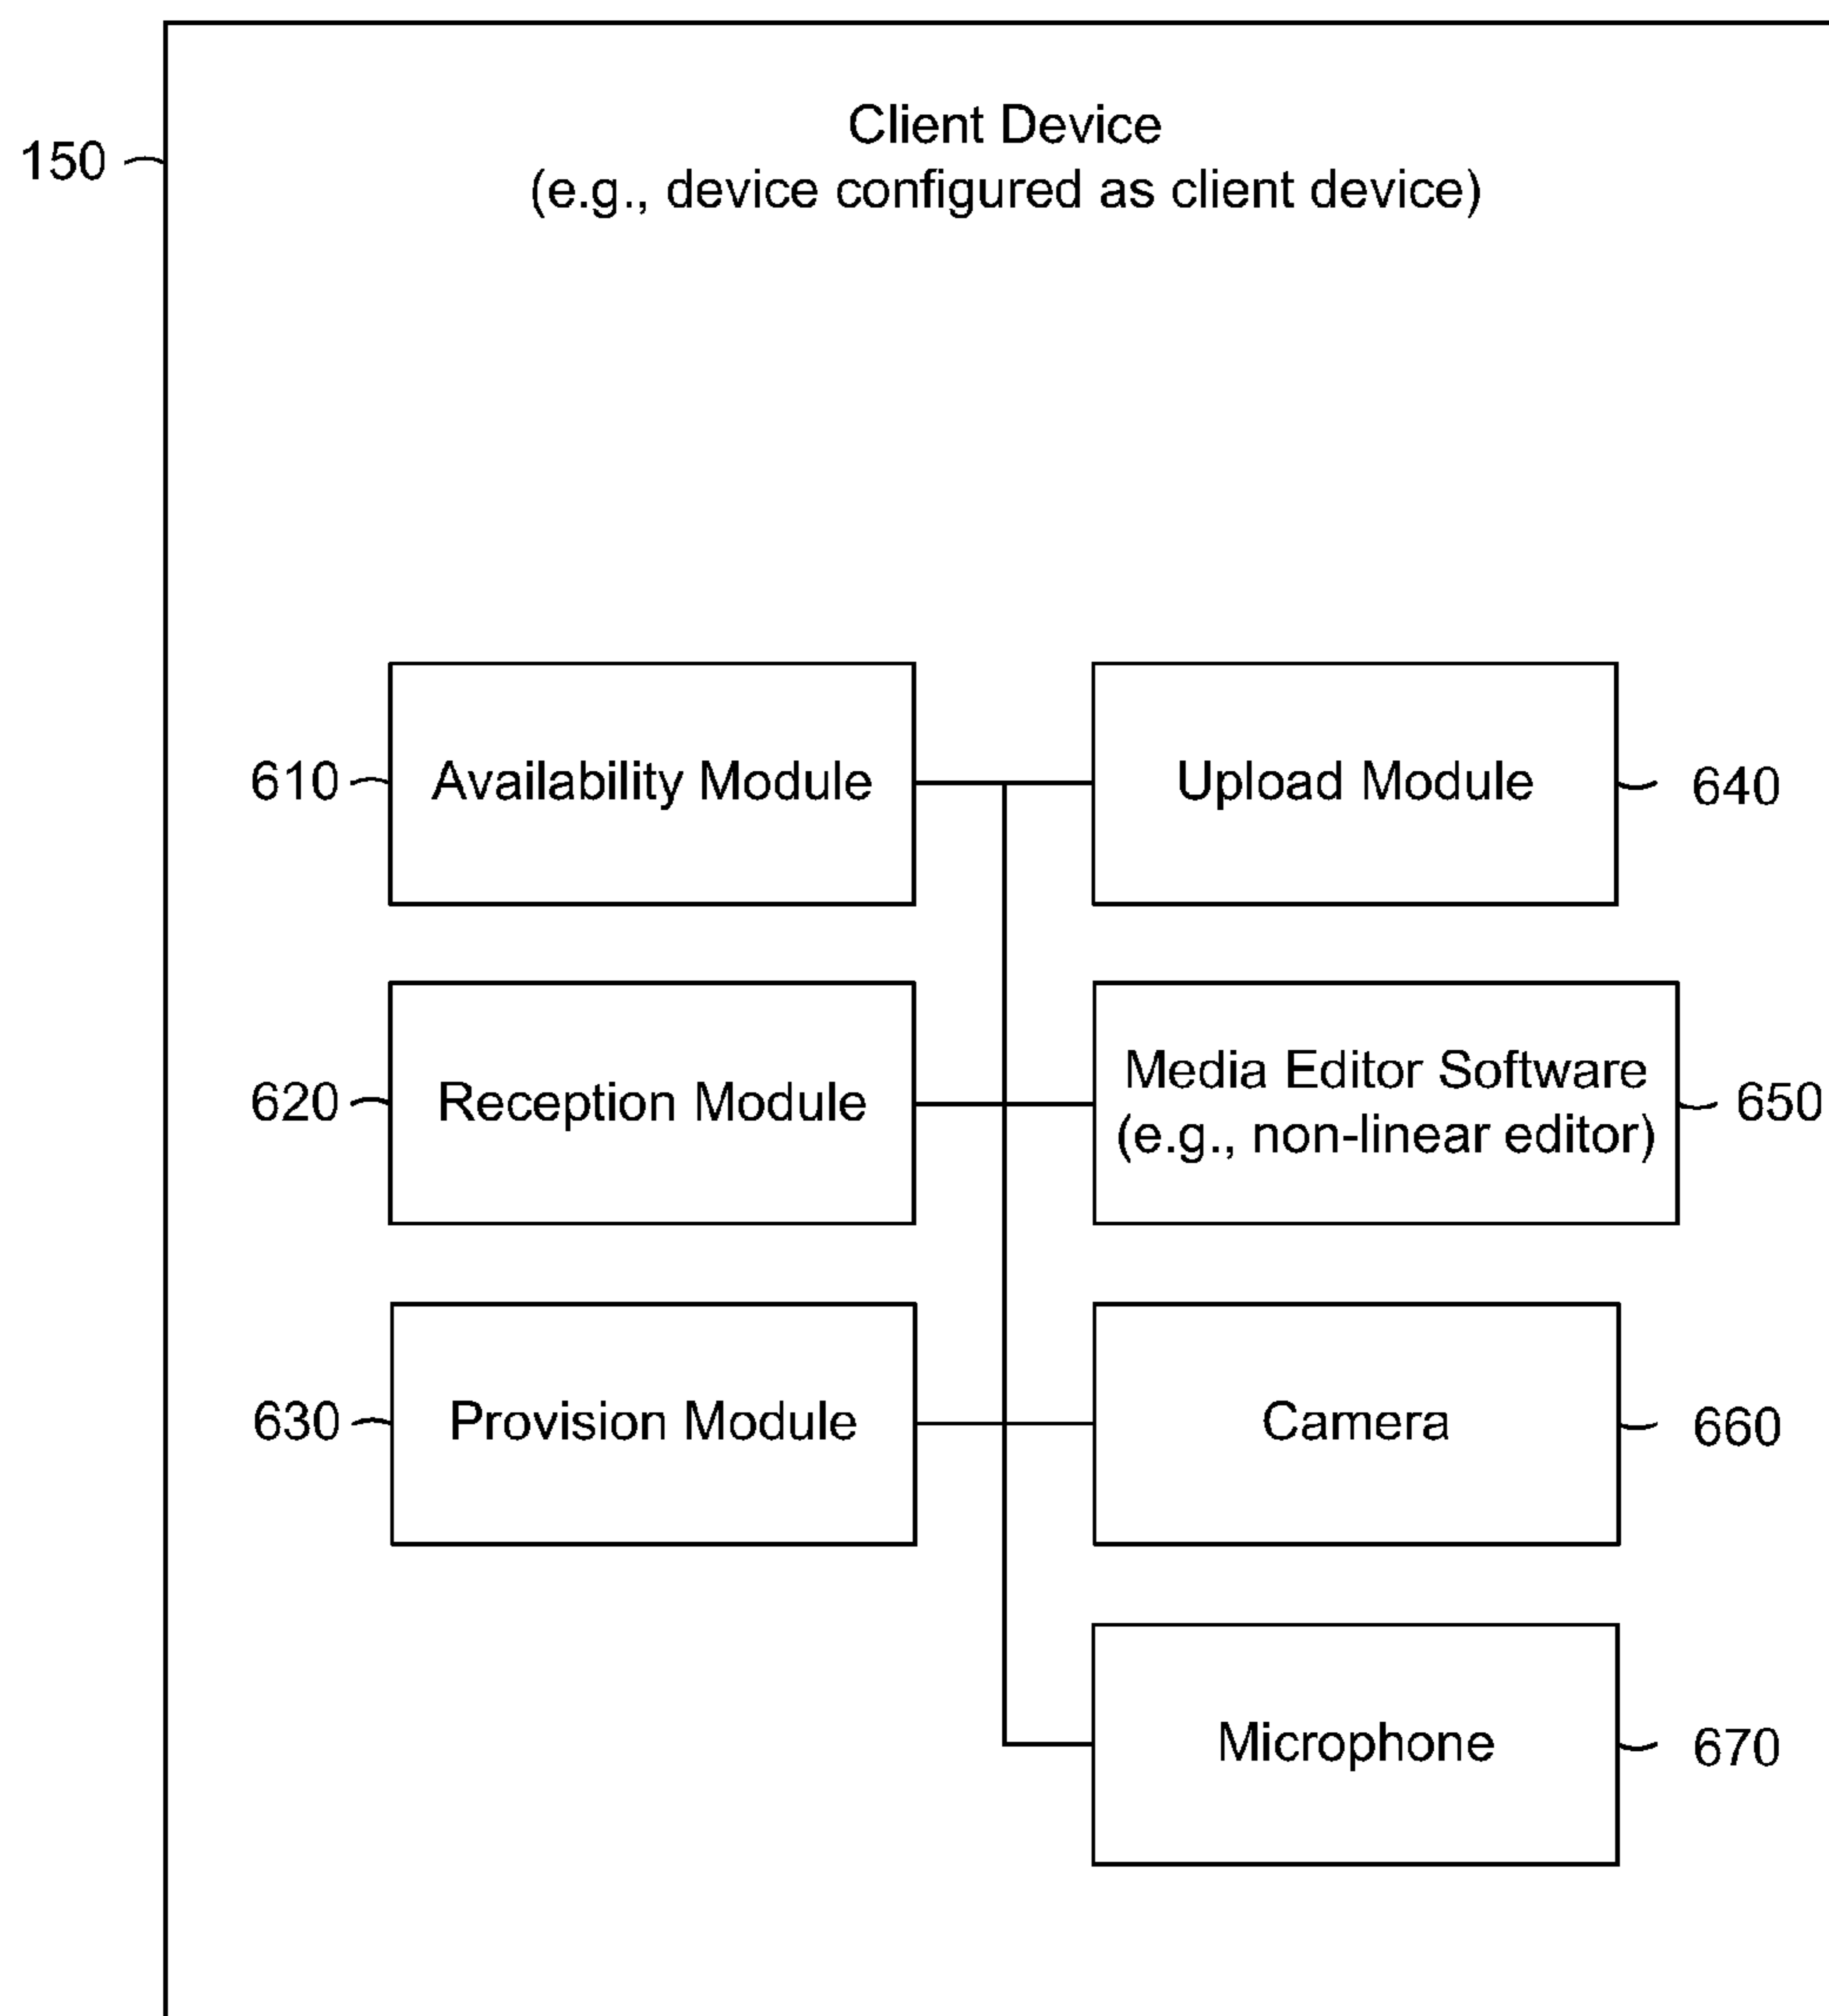 Client Device
(e.g., device configured as client device)
150
610
Availability Module
Upload Module
640
620
Reception Module
Media Editor Software
(e.g., non-linear editor)
650
630
Provision Module
Camera
660
Microphone
670